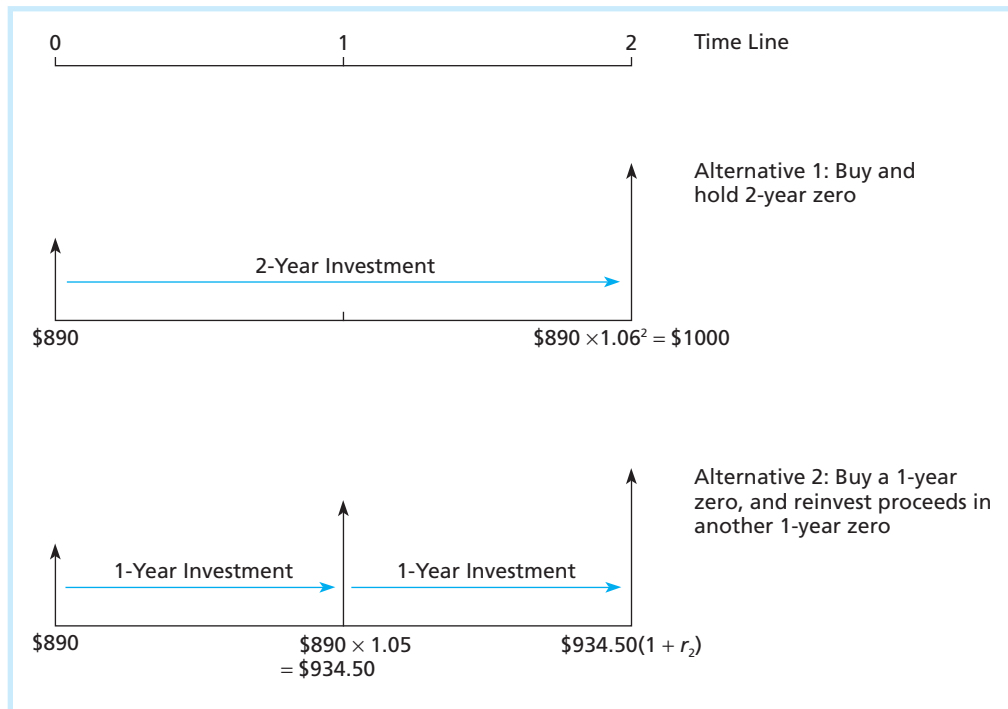 0 1 2 Time Line
Alternative 1: Buy and
hold 2-year zero
2-Year Investment
$890 $890 ×1.06² = $1000
Alternative 2: Buy a 1-year
zero, and reinvest proceeds in
another 1-year zero
1-Year Investment 1-Year Investment
$890 $890 × 1.05 $934.50(1 + r₂)
= $934.50